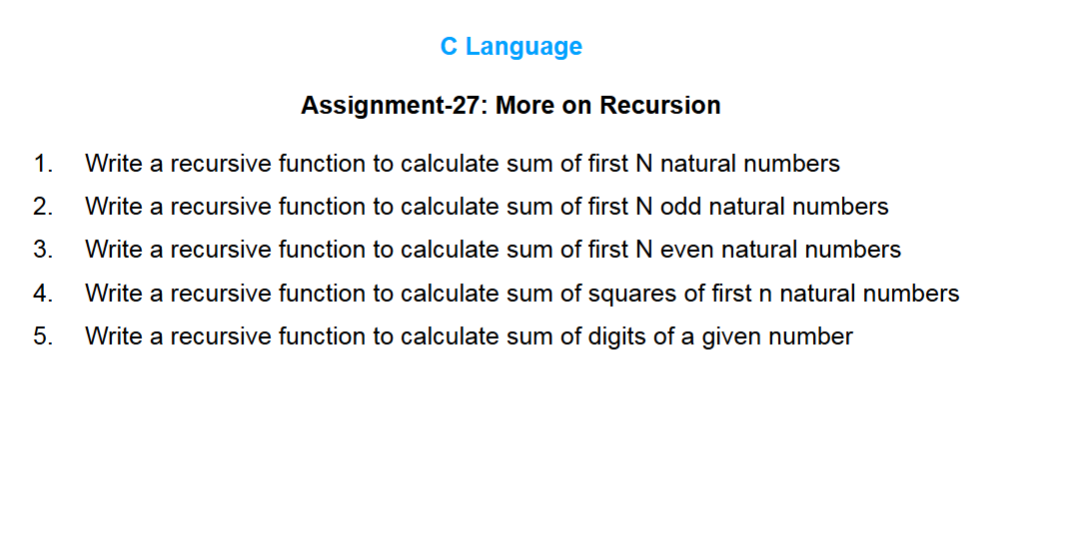 C Language
Assignment-27: More on Recursion
1. Write a recursive function to calculate sum of first N natural numbers
2. Write a recursive function to calculate sum of first N odd natural numbers
3. Write a recursive function to calculate sum of first N even natural numbers
4. Write a recursive function to calculate sum of squares of first n natural numbers
5. Write a recursive function to calculate sum of digits of a given number